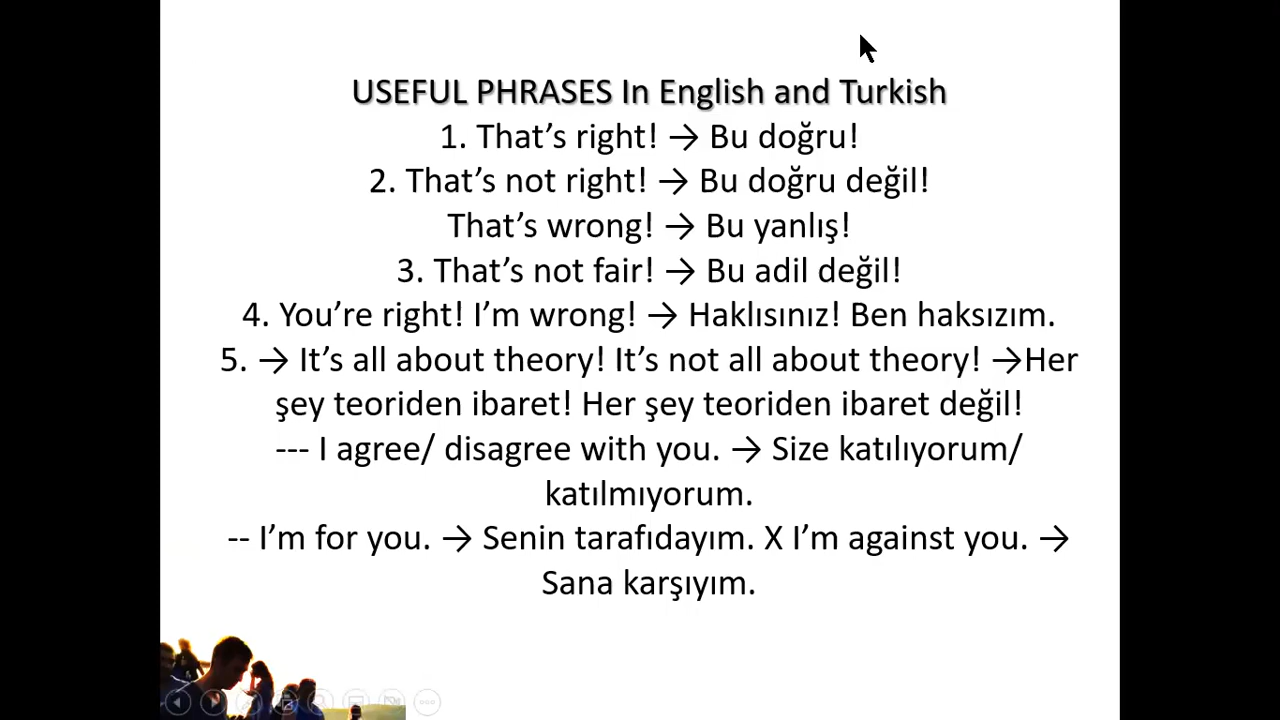 USEFUL PHRASES In English and Turkish
1. That’s right! → Bu doğru!
2. That’s not right! → Bu doğru değil!
That’s wrong! → Bu yanlış!
3. That’s not fair! → Bu adil değil!
4. You’re right! I’m wrong! → Haklısınız! Ben haksızım.
5. → It’s all about theory! It’s not all about theory! →Her
şey teoriden ibaret! Her şey teoriden ibaret değil!
--- I agree/ disagree with you. → Size katılıyorum/
katılmıyorum.
-- I’m for you. → Senin tarafıdayım. X I’m against you. →
Sana karşıyım.